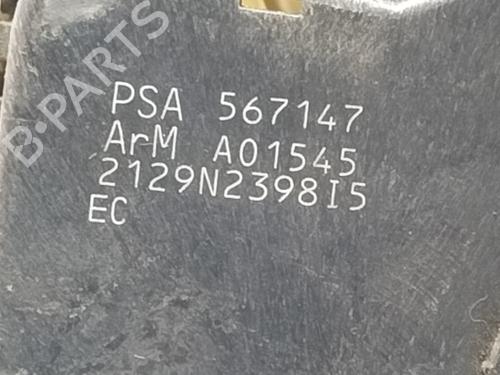 B-PARTS
PSA 567147
ArM A01545
2129N2398I5
EC